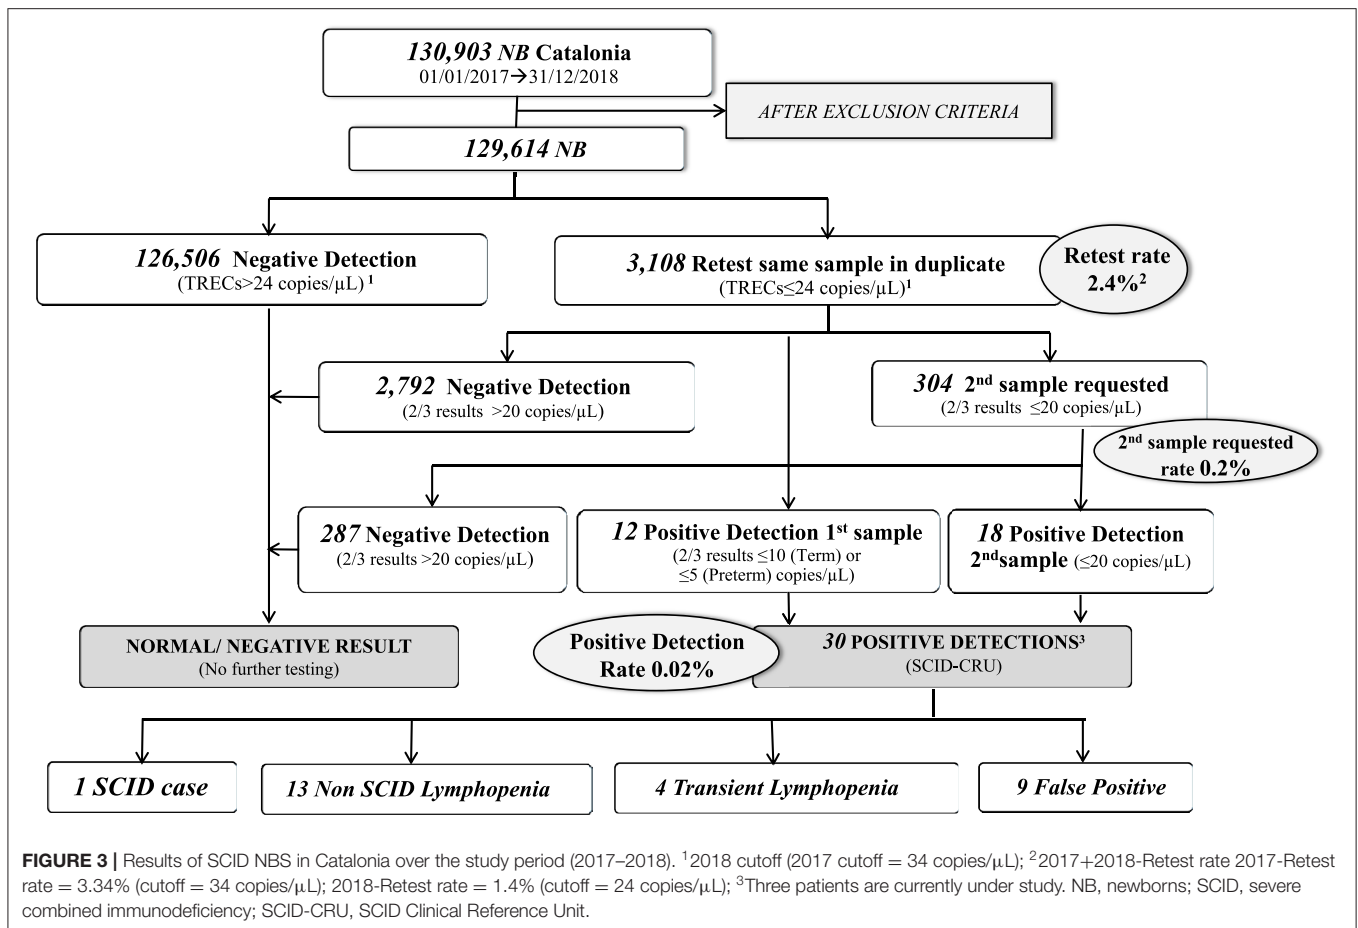 130,903 NB Catalonia
01/01/2017→31/12/2018
AFTER EXCLUSION CRITERIA
129,614 NB
126,506 Negative Detection
(TRECs>24 copies/µL) ¹
3,108 Retest same sample in duplicate
(TRECs≤24 copies/µL)¹
Retest rate
2.4%²
2,792 Negative Detection
(2/3 results >20 copies/µL)
304 2nd sample requested
(2/3 results ≤20 copies/µL)
2nd sample requested
rate 0.2%
287 Negative Detection
(2/3 results >20 copies/µL)
12 Positive Detection 1st sample
(2/3 results ≤10 (Term) or
≤5 (Preterm) copies/µL)
18 Positive Detection
2ndsample (≤20 copies/µL)
NORMAL/ NEGATIVE RESULT
(No further testing)
Positive Detection
Rate 0.02%
30 POSITIVE DETECTIONS³
(SCID-CRU)
1 SCID case
13 Non SCID Lymphopenia
4 Transient Lymphopenia
9 False Positive
FIGURE 3 | Results of SCID NBS in Catalonia over the study period (2017–2018). ¹2018 cutoff (2017 cutoff = 34 copies/µL); ²2017+2018-Retest rate 2017-Retest
rate = 3.34% (cutoff = 34 copies/µL); 2018-Retest rate = 1.4% (cutoff = 24 copies/µL); ³Three patients are currently under study. NB, newborns; SCID, severe
combined immunodeficiency; SCID-CRU, SCID Clinical Reference Unit.